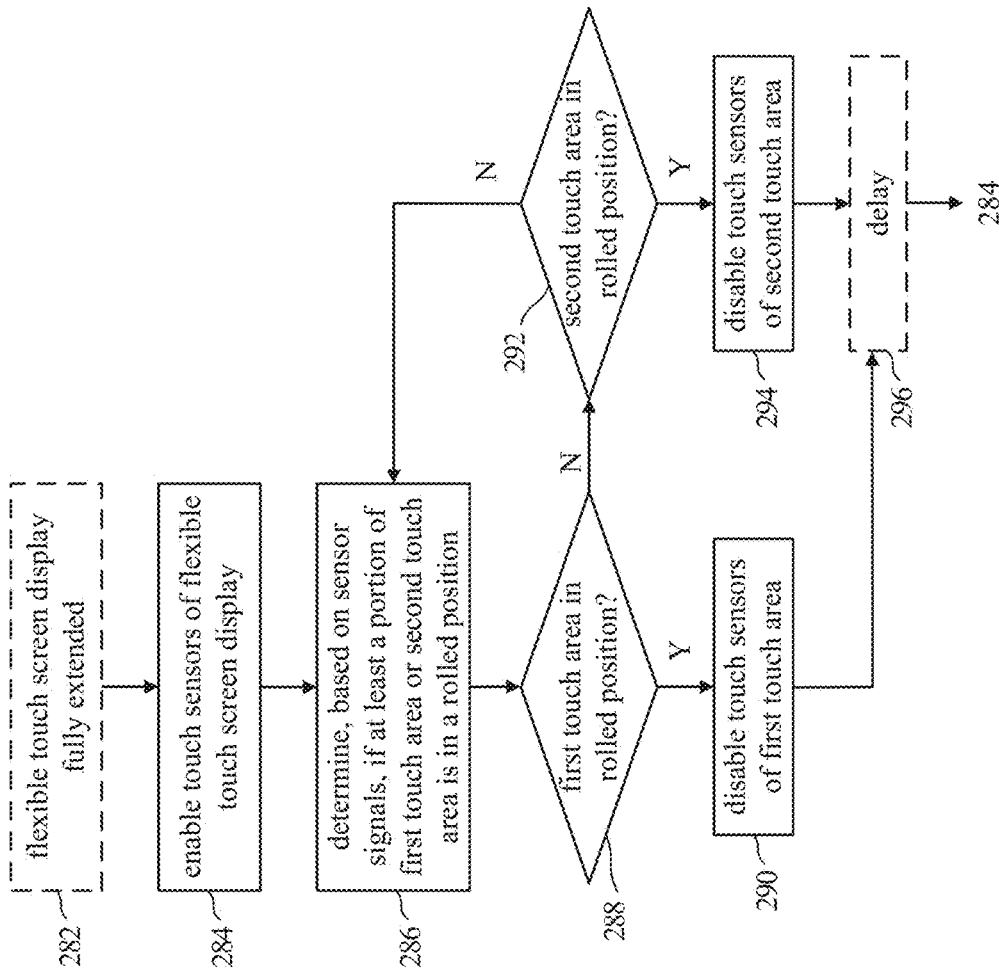 282
flexible touch screen display
fully extended
284
enable touch sensors of flexible
touch screen display
286
determine, based on sensor
signals, if at least a portion of
first touch area or second touch
area is in a rolled position
288
first touch area in
rolled position?
N
Y
290
disable touch sensors
of first touch area
292
second touch area in
rolled position?
N
Y
294
disable touch sensors
of second touch area
296
delay
284